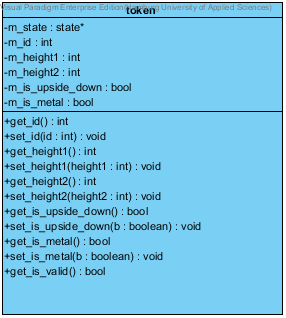 Visual Paradigm Enterprise Edition( University of Applied Sciences)
token
-m_state : state*
-m_id : int
-m_height1 : int
-m_height2 : int
-m_is_upside_down : bool
-m_is_metal : bool
+get_id() : int
+set_id(id : int) : void
+get_height1() : int
+set_height1(height1 : int) : void
+get_height2() : int
+set_height2(height2 : int) : void
+get_is_upside_down() : bool
+set_is_upside_down(b : boolean) : void
+get_is_metal() : bool
+set_is_metal(b : boolean) : void
+get_is_valid() : bool